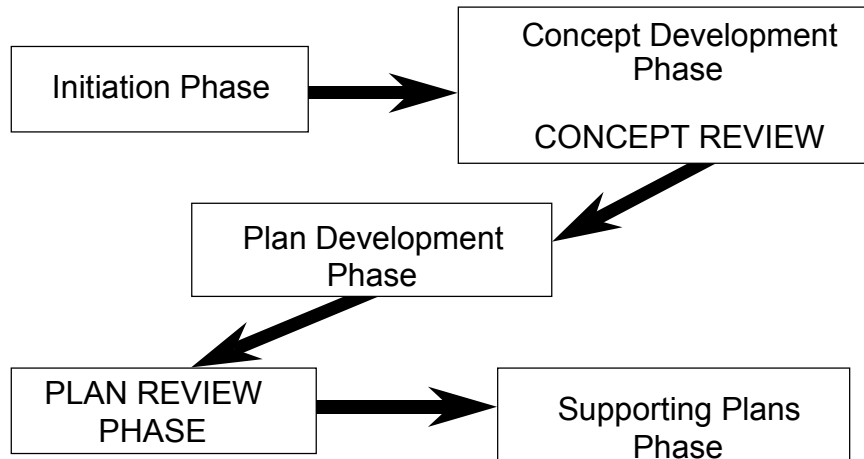 Initiation Phase
Concept Development
Phase
CONCEPT REVIEW
Plan Development
Phase
PLAN REVIEW
PHASE
Supporting Plans
Phase